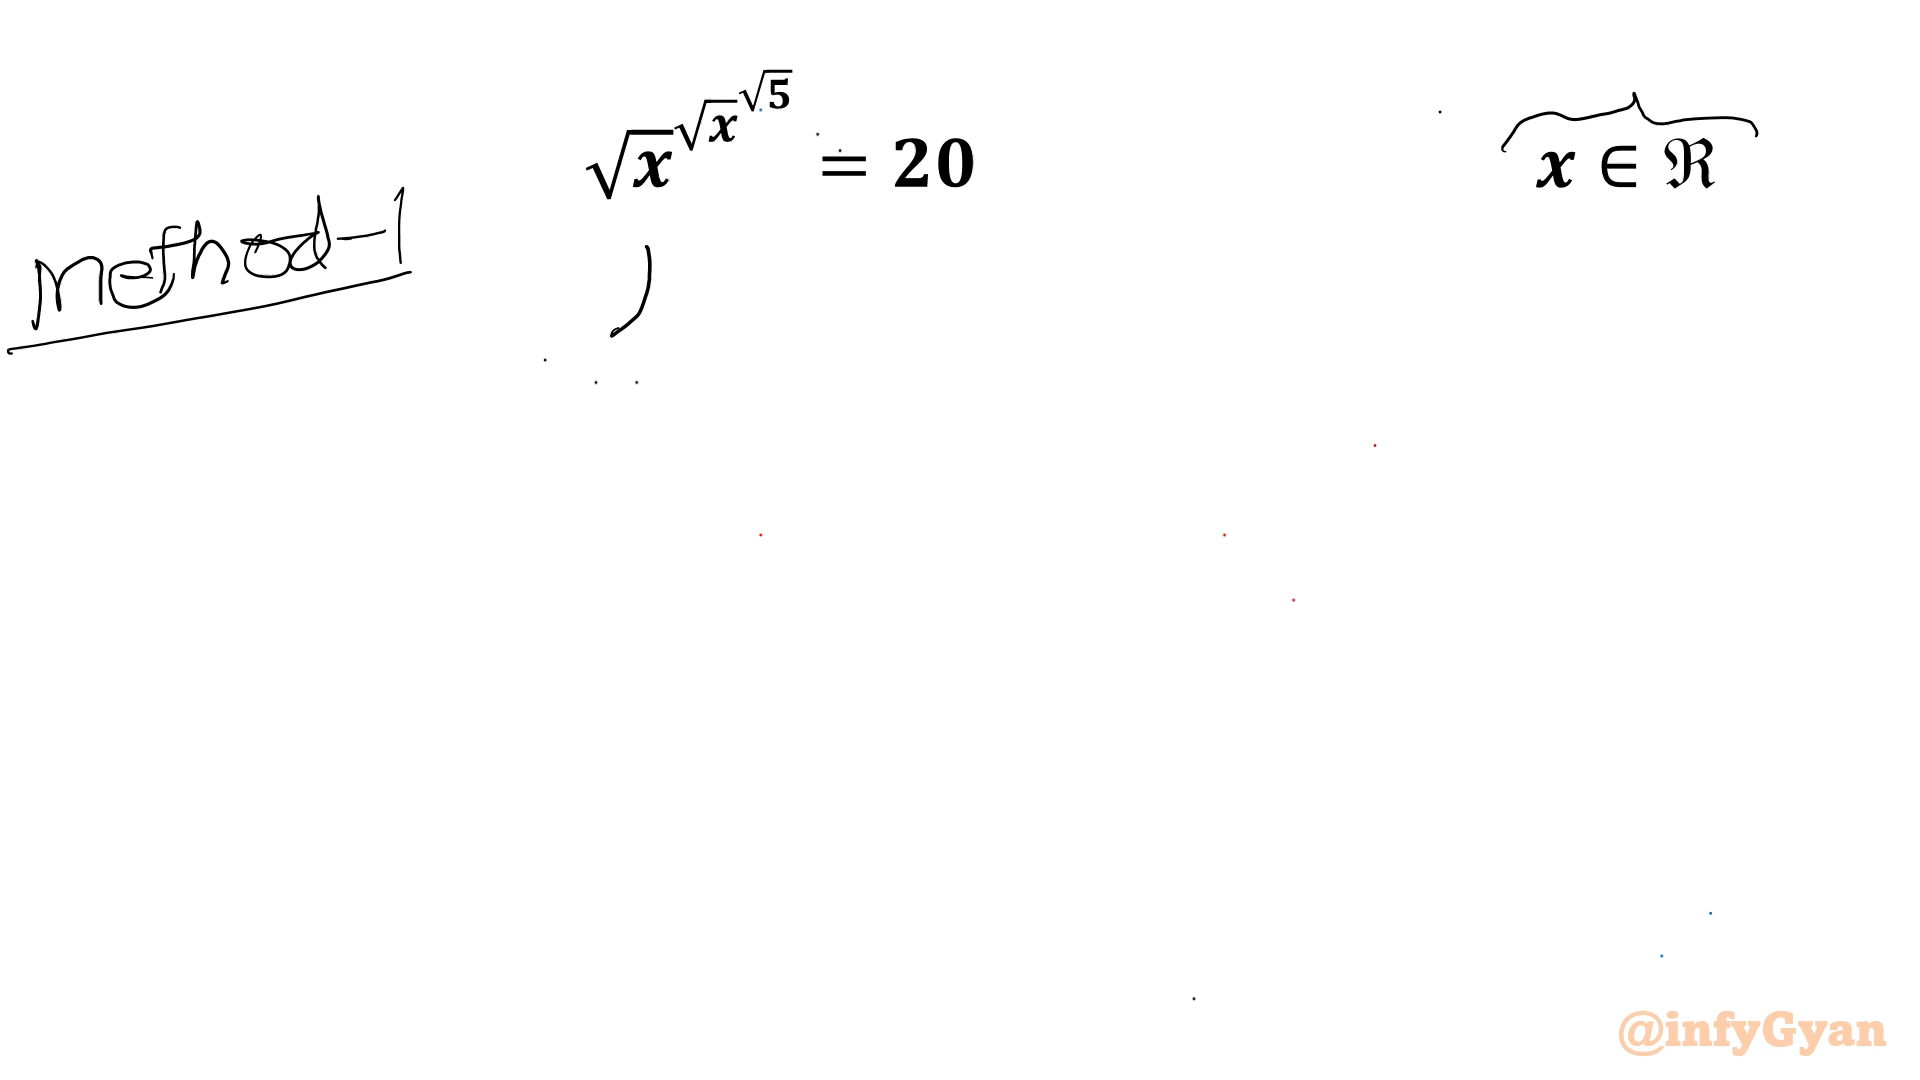 √x^√x^√5 = 20
x ∈ ℜ
method-1
@infyGyan